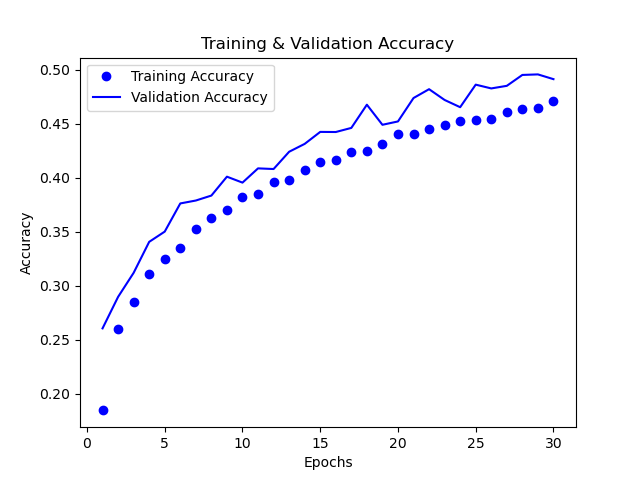 Training & Validation Accuracy
Training Accuracy
Validation Accuracy
Accuracy
0.50
0.45
0.40
0.35
0.30
0.25
0.20
0 5 10 15 20 25 30
Epochs